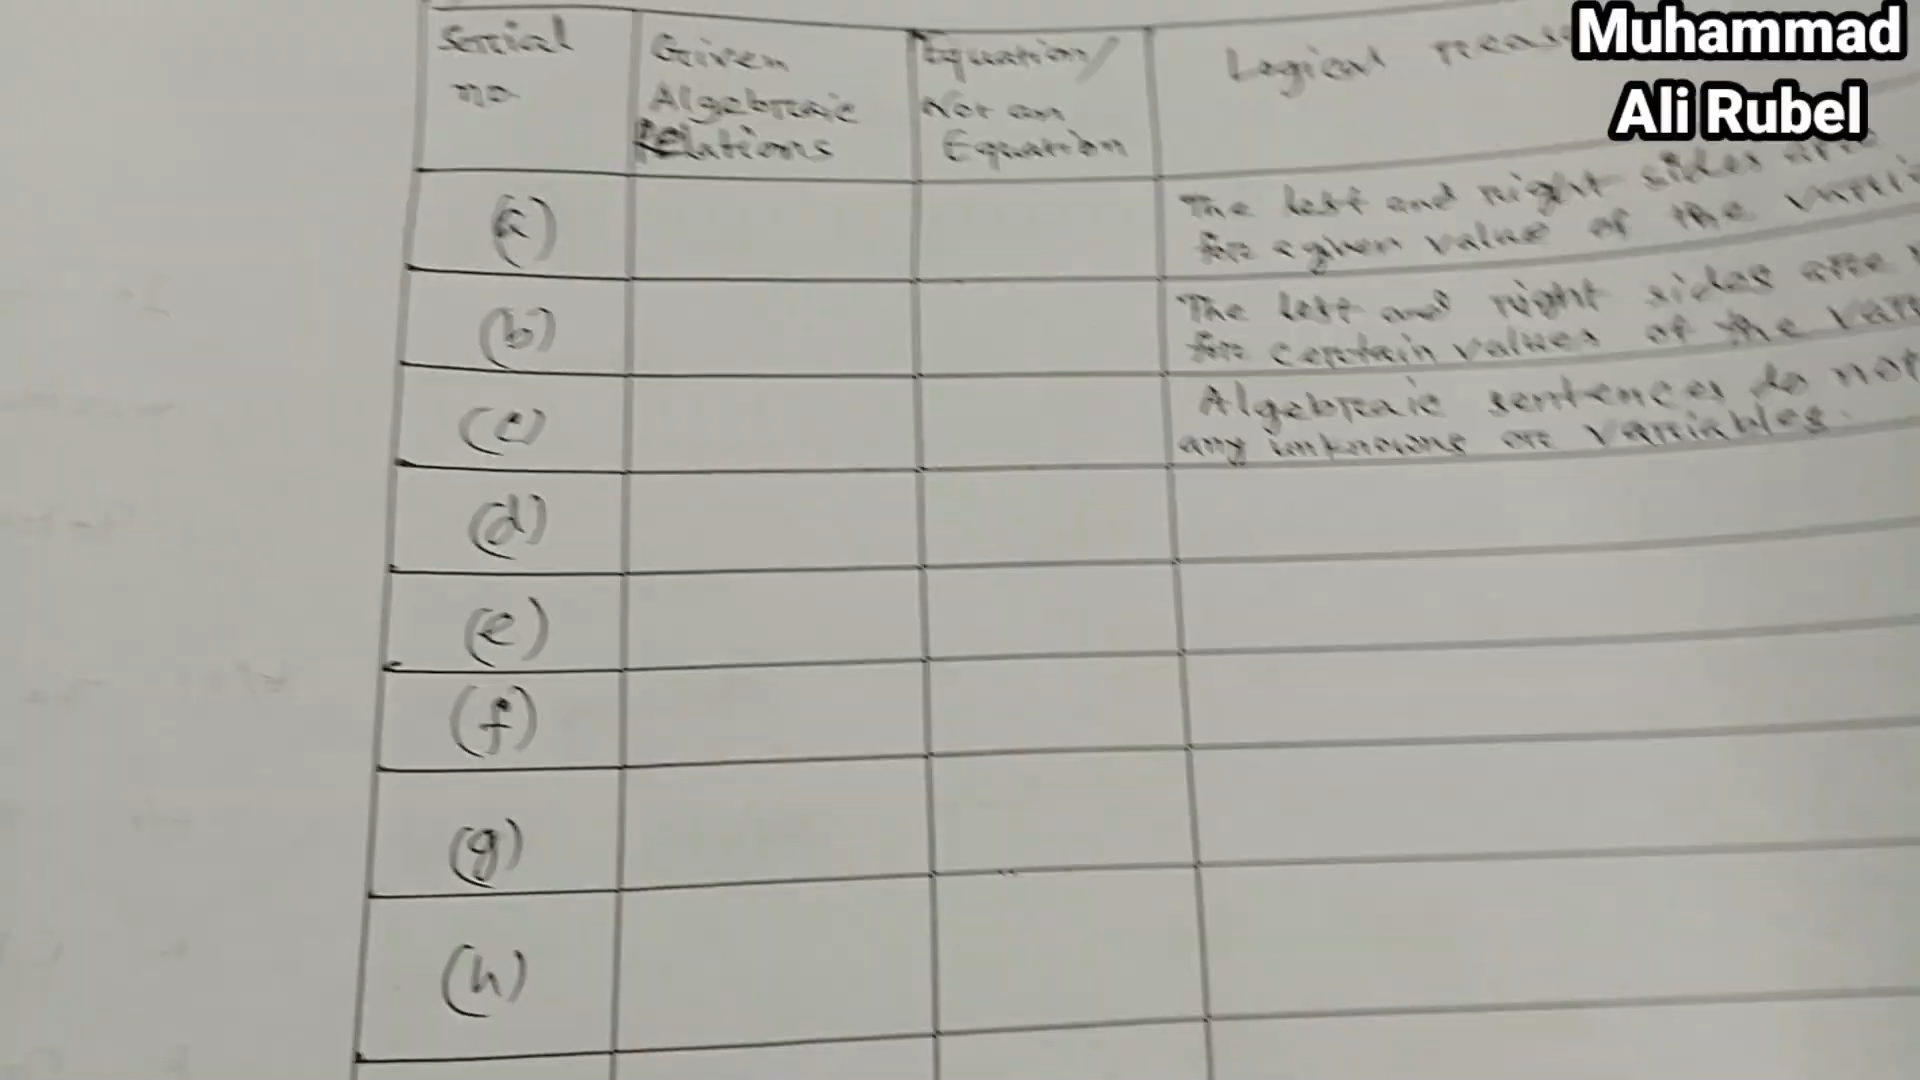 Muhammad
Ali Rubel
Serial
no
Given
Algebraic
Relations
Equation/
Not an
Equation
Logical
(a)
The left and right sides are
for a given value of the
(b)
The left and right sides are
for certain values of the
(c)
Algebraic sentences do not
any unknowns or variables.
(d)
(e)
(f)
(g)
(h)